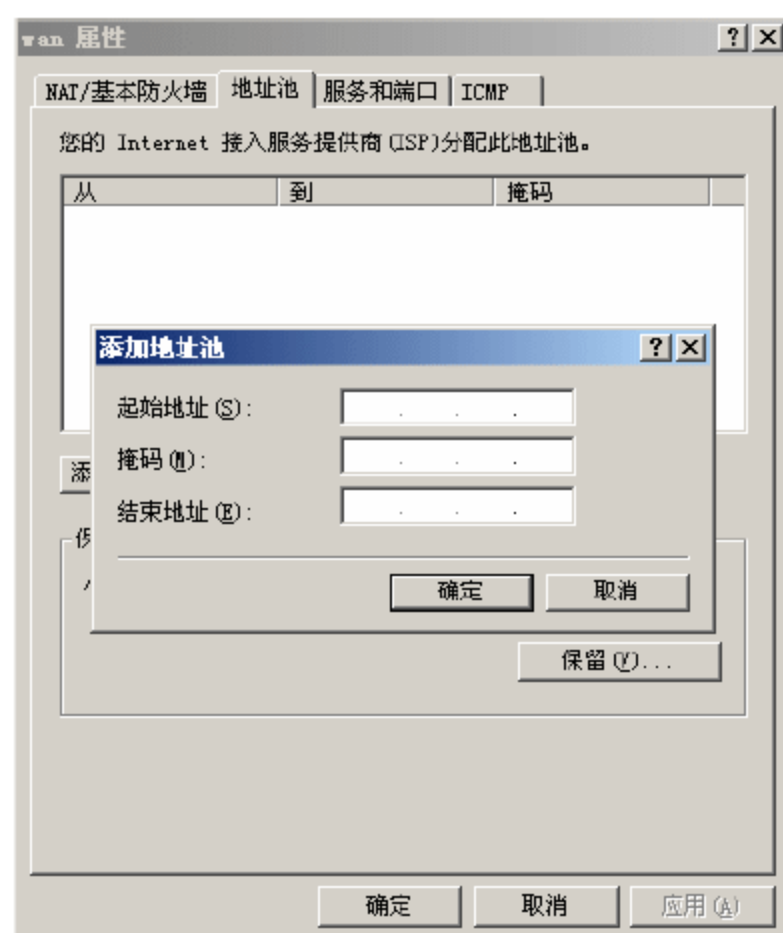 wan 属性
NAT/基本防火墙 地址池 服务和端口 ICMP
您的 Internet 接入服务提供商(ISP)分配此地址池。
从 到 掩码
添加地址池
起始地址(S):
掩码(M):
结束地址(E):
确定 取消
添
保留(V)...
确定 取消 应用(A)